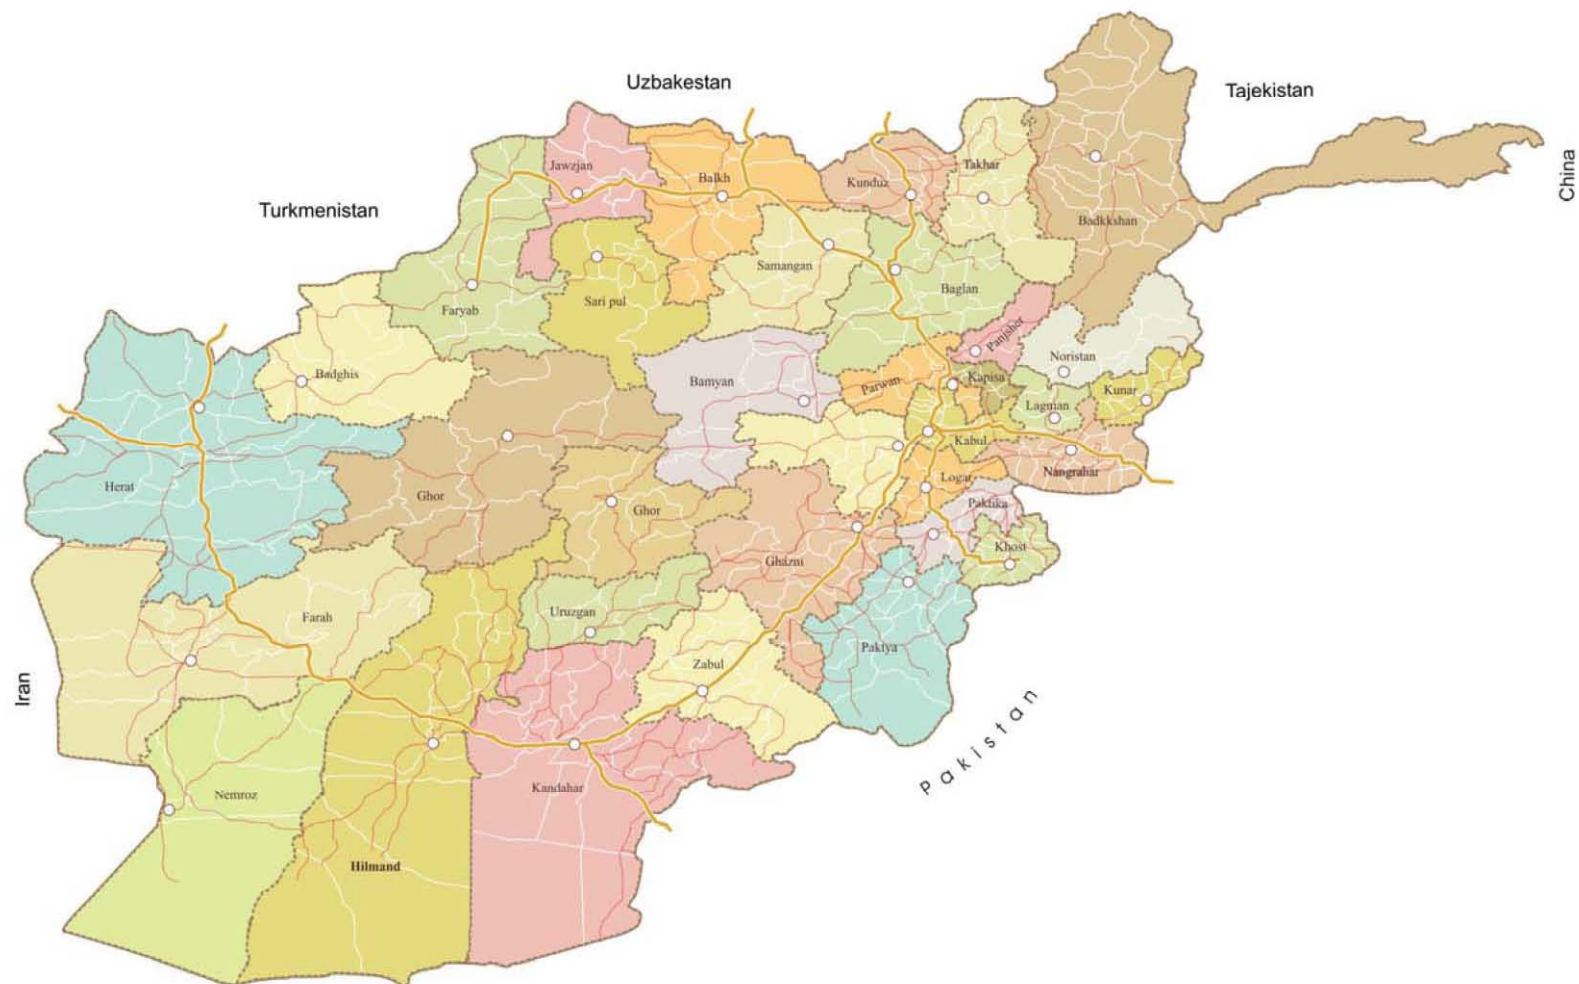 Uzbakestan
Tajekistan
China
Turkmenistan
Jawzjan
Balkh
Kunduz
Takhar
Badkkshan
Samangan
Baglan
Sari pul
Faryab
Panjsher
Noristan
Badghis
Bamyan
Parwan
Kapisa
Lagman
Kunar
Kabul
Nangrahar
Herat
Ghor
Ghor
Logar
Paktika
Khost
Ghazni
Farah
Uruzgan
Zabul
Paktya
Iran
Pakistan
Nemroz
Kandahar
Hilmand